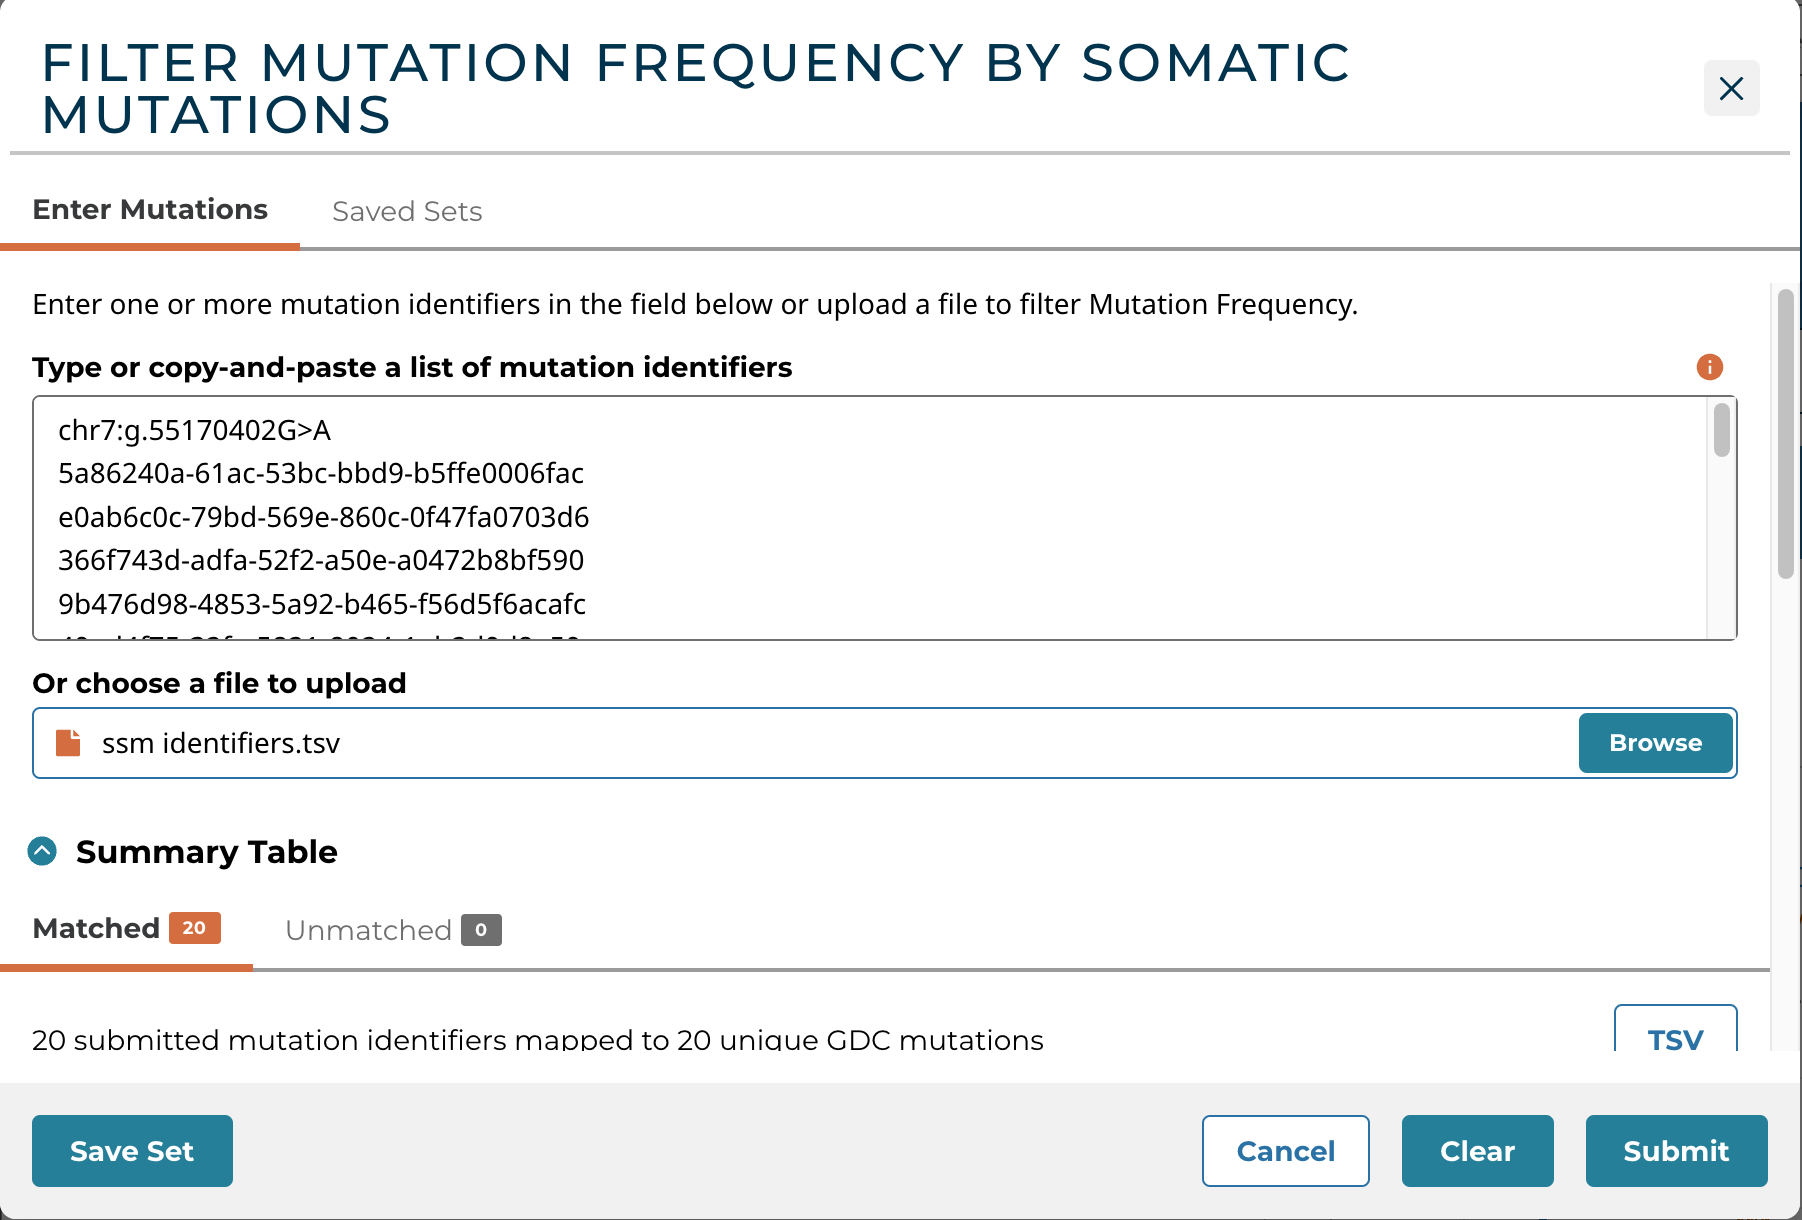 FILTER MUTATION FREQUENCY BY SOMATIC
MUTATIONS
Enter Mutations
Saved Sets
Enter one or more mutation identifiers in the field below or upload a file to filter Mutation Frequency.
Type or copy-and-paste a list of mutation identifiers
chr7:g.55170402G>A
5a86240a-61ac-53bc-bbd9-b5ffe0006fac
e0ab6c0c-79bd-569e-860c-0f47fa0703d6
366f743d-adfa-52f2-a50e-a0472b8bf590
9b476d98-4853-5a92-b465-f56d5f6acafc
Or choose a file to upload
ssm identifiers.tsv
Browse
Summary Table
Matched 20
Unmatched 0
20 submitted mutation identifiers mapped to 20 unique GDC mutations
TSV
Save Set
Cancel
Clear
Submit